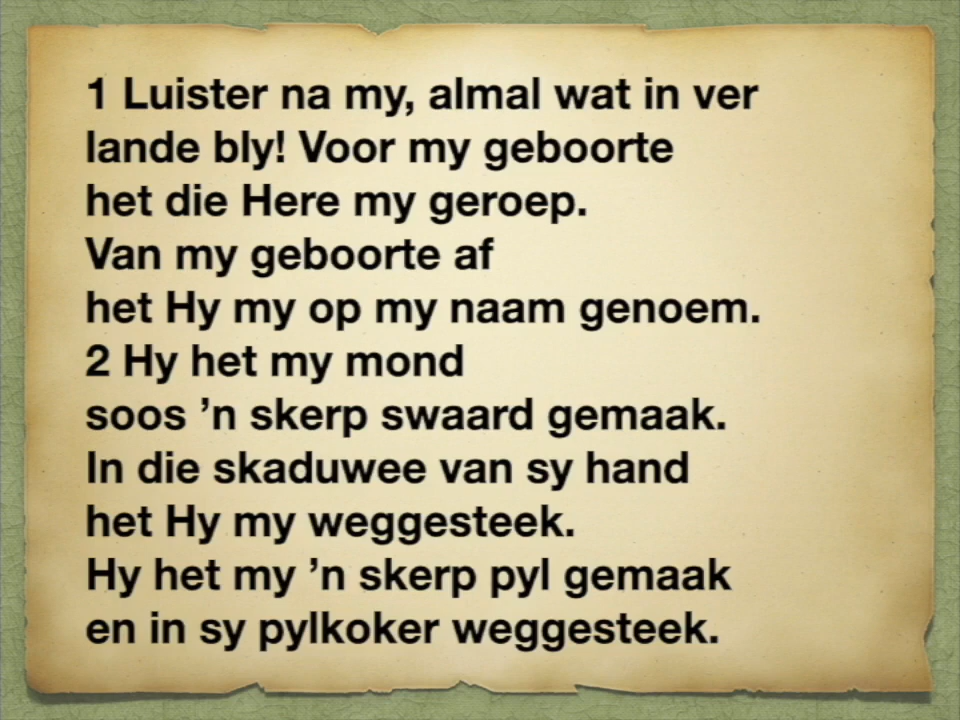 1 Luister na my, almal wat in ver
lande bly! Voor my geboorte
het die Here my geroep.
Van my geboorte af
het Hy my op my naam genoem.
2 Hy het my mond
soos ’n skerp swaard gemaak.
In die skaduwee van sy hand
het Hy my weggesteek.
Hy het my ’n skerp pyl gemaak
en in sy pylkoker weggesteek.